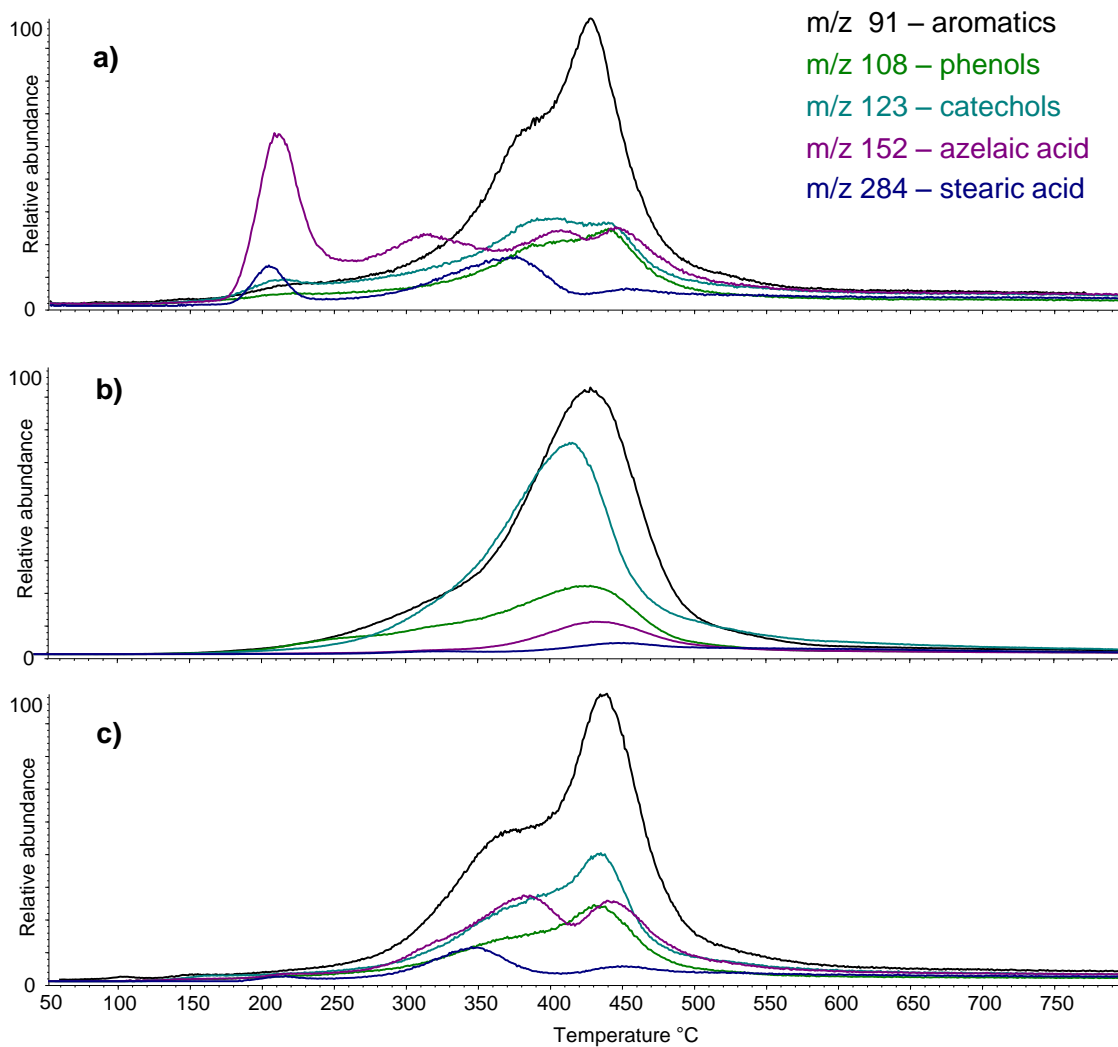 100
a)
m/z 91 – aromatics
m/z 108 – phenols
m/z 123 – catechols
m/z 152 – azelaic acid
m/z 284 – stearic acid
Relative abundance
0
100
b)
Relative abundance
0
100
c)
Relative abundance
0
50 100 150 200 250 300 350 400 450 500 550 600 650 700 750
Temperature °C